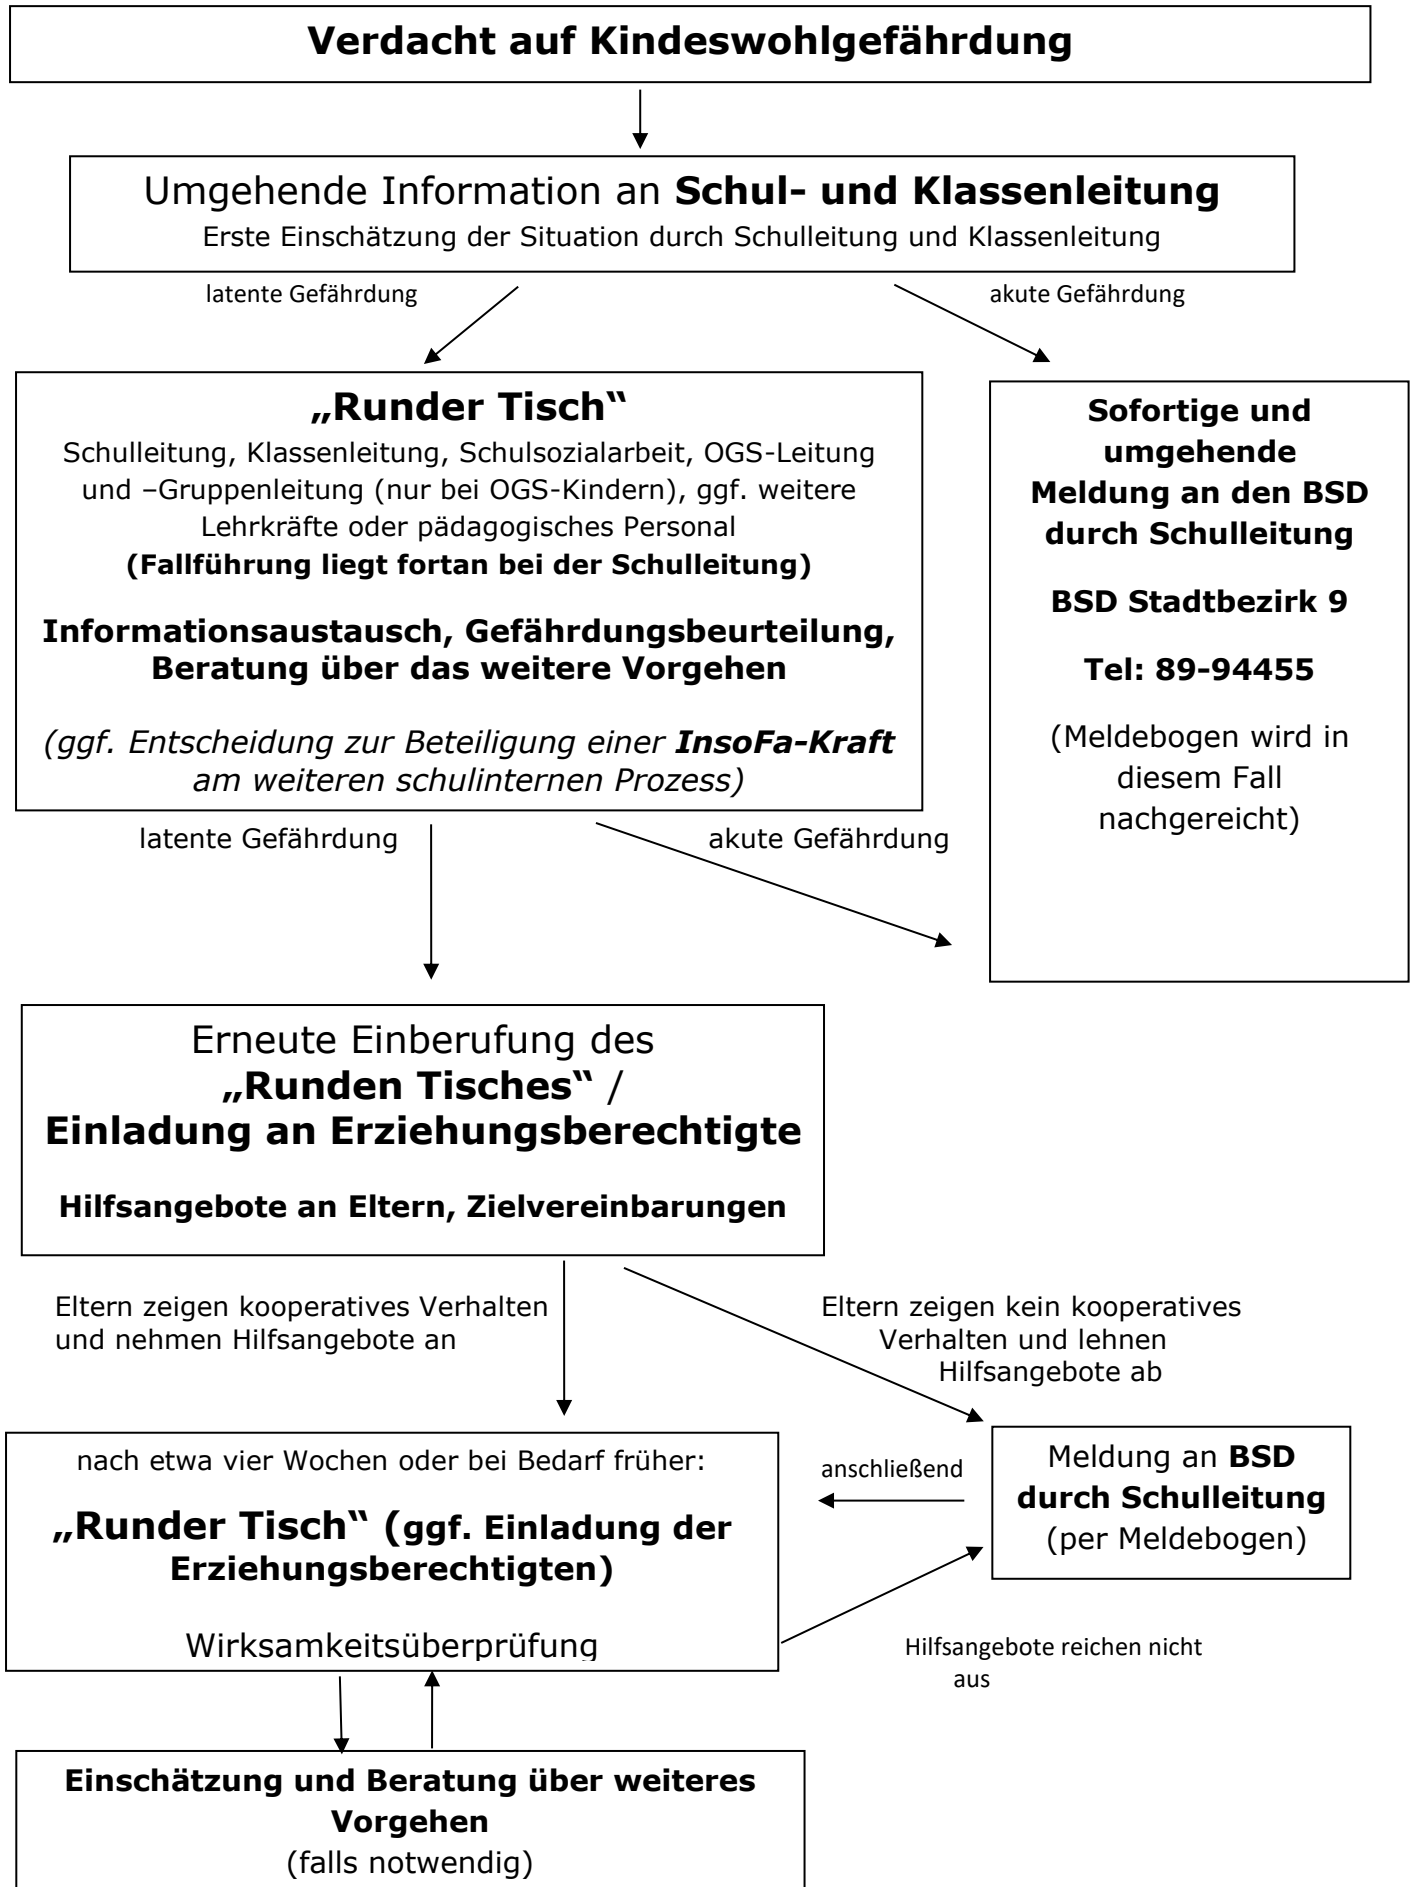 Verdacht auf Kindeswohlgefährdung
Umgehende Information an Schul- und Klassenleitung
Erste Einschätzung der Situation durch Schulleitung und Klassenleitung
latente Gefährdung
akute Gefährdung
„Runder Tisch“
Schulleitung, Klassenleitung, Schulsozialarbeit, OGS-Leitung
und –Gruppenleitung (nur bei OGS-Kindern), ggf. weitere
Lehrkräfte oder pädagogisches Personal
(Fallführung liegt fortan bei der Schulleitung)
Informationsaustausch, Gefährdungsbeurteilung,
Beratung über das weitere Vorgehen
(ggf. Entscheidung zur Beteiligung einer InsoFa-Kraft
am weiteren schulinternen Prozess)
Sofortige und
umgehende
Meldung an den BSD
durch Schulleitung
BSD Stadtbezirk 9
Tel: 89-94455
(Meldebogen wird in
diesem Fall
nachgereicht)
latente Gefährdung
akute Gefährdung
Erneute Einberufung des
„Runden Tisches“ /
Einladung an Erziehungsberechtigte
Hilfsangebote an Eltern, Zielvereinbarungen
Eltern zeigen kooperatives Verhalten
und nehmen Hilfsangebote an
Eltern zeigen kein kooperatives
Verhalten und lehnen
Hilfsangebote ab
nach etwa vier Wochen oder bei Bedarf früher:
„Runder Tisch“ (ggf. Einladung der
Erziehungsberechtigten)
Wirksamkeitsüberprüfung
anschließend
Meldung an BSD
durch Schulleitung
(per Meldebogen)
Hilfsangebote reichen nicht
aus
Einschätzung und Beratung über weiteres
Vorgehen
(falls notwendig)